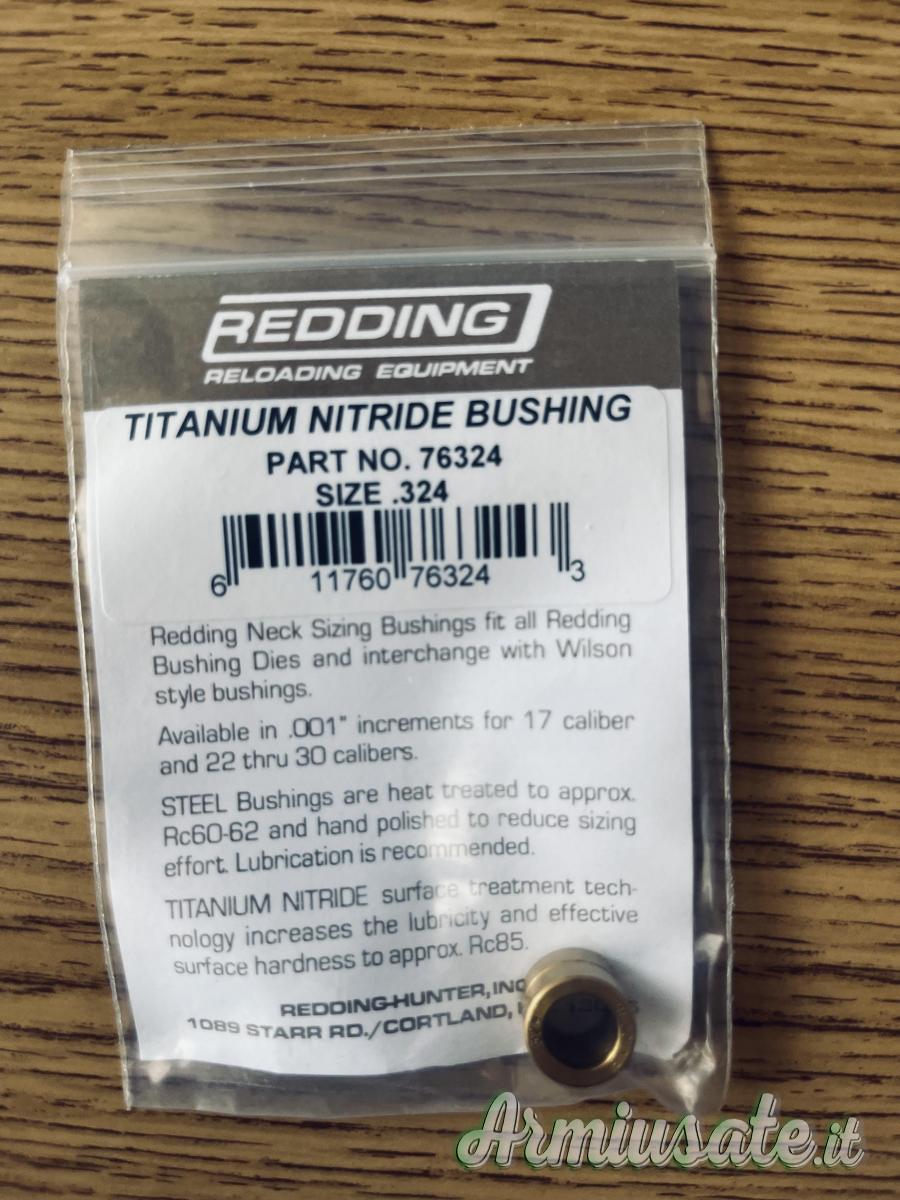 REDDING
RELOADING EQUIPMENT
TITANIUM NITRIDE BUSHING
PART NO. 76324
SIZE .324
6 11760 76324 3
Redding Neck Sizing Bushings fit all Redding
Bushing Dies and interchange with Wilson
style bushings.
Available in .001" increments for 17 caliber
and 22 thru 30 calibers.
STEEL Bushings are heat treated to approx.
Rc60-62 and hand polished to reduce sizing
effort. Lubrication is recommended.
TITANIUM NITRIDE surface treatment tech-
nology increases the lubricity and effective
surface hardness to approx. Rc85.
REDDING-HUNTER, INC
1089 STARR RD./CORTLAND,
Armiusate.it